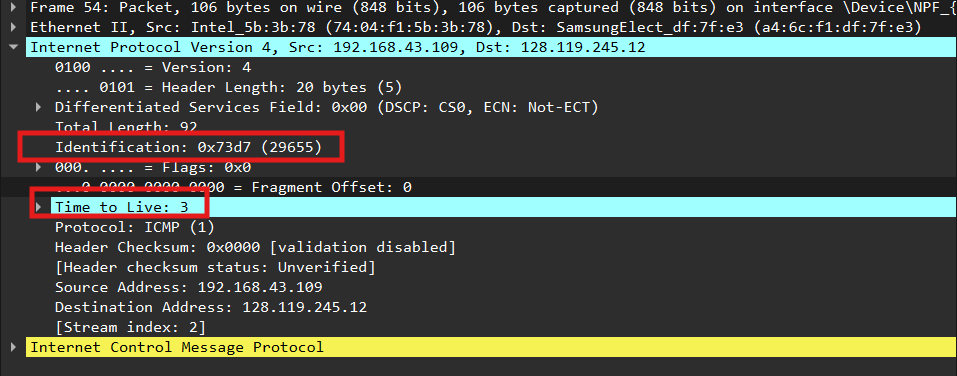 Frame 54: Packet, 106 bytes on wire (848 bits), 106 bytes captured (848 bits) on interface \Device\NPF_{
Ethernet II, Src: Intel_5b:3b:78 (74:04:f1:5b:3b:78), Dst: SamsungElect_df:7f:e3 (a4:6c:f1:df:7f:e3)
Internet Protocol Version 4, Src: 192.168.43.109, Dst: 128.119.245.12
0100 .... = Version: 4
.... 0101 = Header Length: 20 bytes (5)
Differentiated Services Field: 0x00 (DSCP: CS0, ECN: Not-ECT)
Total Length: 92
Identification: 0x73d7 (29655)
000. .... = Flags: 0x0
...0 0000 0000 0000 = Fragment Offset: 0
Time to Live: 3
Protocol: ICMP (1)
Header Checksum: 0x0000 [validation disabled]
[Header checksum status: Unverified]
Source Address: 192.168.43.109
Destination Address: 128.119.245.12
[Stream index: 2]
Internet Control Message Protocol